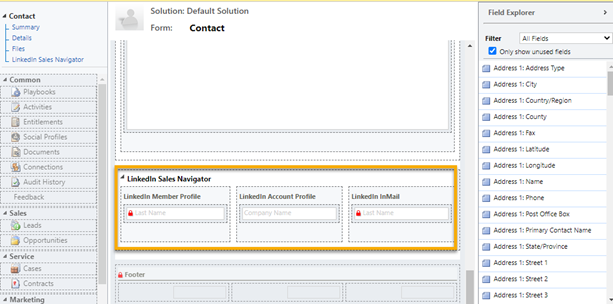 Contact
Summary
Details
Files
LinkedIn Sales Navigator
Common
Playbooks
Activities
Entitlements
Social Profiles
Documents
Connections
Audit History
Feedback
Sales
Leads
Opportunities
Service
Cases
Contracts
Marketing
Solution: Default Solution
Form: Contact
LinkedIn Sales Navigator
LinkedIn Member Profile
LinkedIn Account Profile
LinkedIn InMail
Last Name
Company Name
Last Name
Footer
Field Explorer
Filter All Fields
Only show unused fields
Address 1: Address Type
Address 1: City
Address 1: Country/Region
Address 1: County
Address 1: Fax
Address 1: Latitude
Address 1: Longitude
Address 1: Name
Address 1: Phone
Address 1: Post Office Box
Address 1: Primary Contact Name
Address 1: State/Province
Address 1: Street 1
Address 1: Street 2
Address 1: Street 3